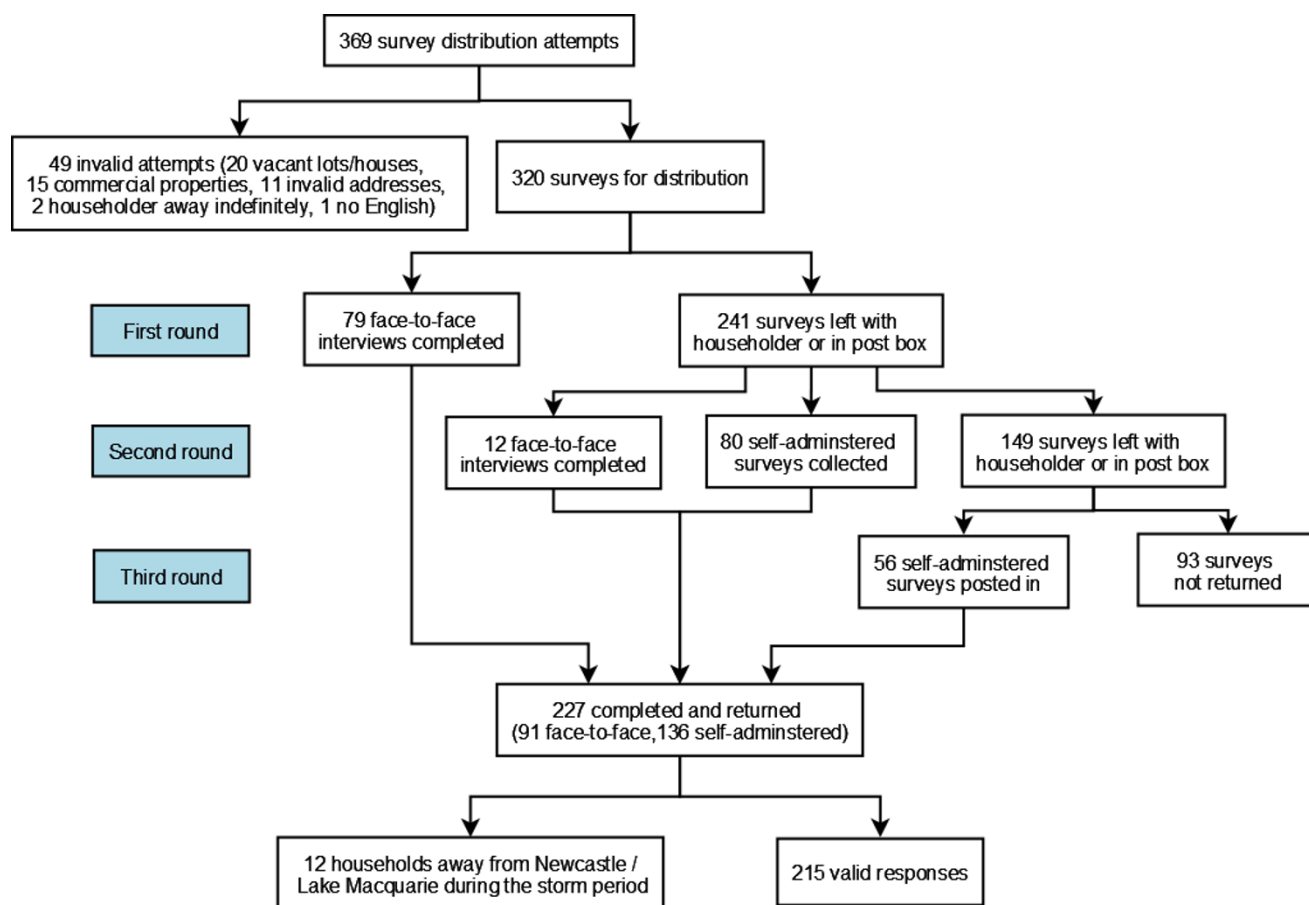 369 survey distribution attempts
49 invalid attempts (20 vacant lots/houses,
15 commercial properties, 11 invalid addresses,
2 householder away indefinitely, 1 no English)
320 surveys for distribution
First round
79 face-to-face
interviews completed
241 surveys left with
householder or in post box
Second round
12 face-to-face
interviews completed
80 self-adminstered
surveys collected
149 surveys left with
householder or in post box
Third round
56 self-adminstered
surveys posted in
93 surveys
not returned
227 completed and returned
(91 face-to-face,136 self-adminstered)
12 households away from Newcastle /
Lake Macquarie during the storm period
215 valid responses